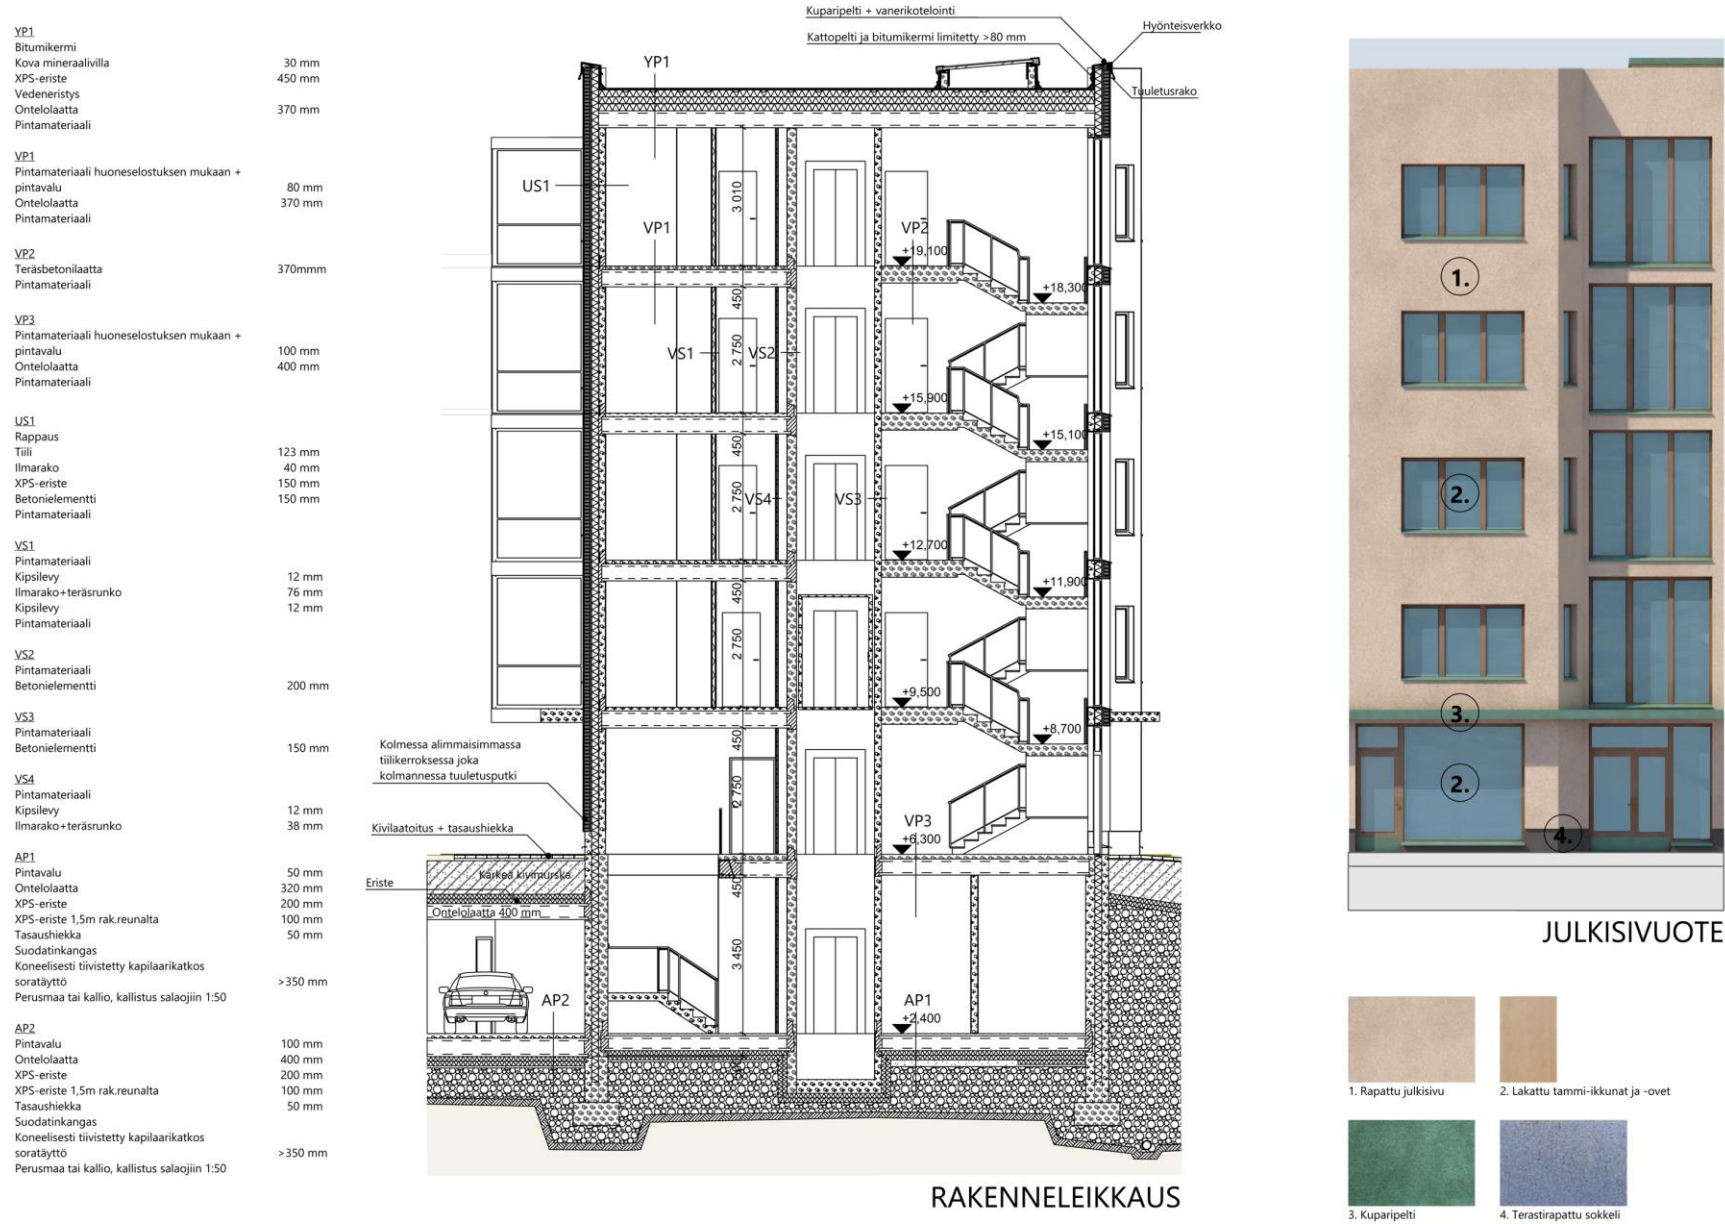 YP1
Bitumikermi
Kova mineraalivilla 30 mm
XPS-eriste 450 mm
Vedeneristys
Ontelolaatta 370 mm
Pintamateriaali
VP1
Pintamateriaali huoneselostuksen mukaan +
pintavalu 80 mm
Ontelolaatta 370 mm
Pintamateriaali
VP2
Teräsbetonilaatta 370mmm
Pintamateriaali
VP3
Pintamateriaali huoneselostuksen mukaan +
pintavalu 100 mm
Ontelolaatta 400 mm
Pintamateriaali
US1
Rappaus
Tiili 123 mm
Ilmarako 40 mm
XPS-eriste 150 mm
Betonielementti 150 mm
Pintamateriaali
VS1
Pintamateriaali
Kipsilevy 12 mm
Ilmarako+teräsrunko 76 mm
Kipsilevy 12 mm
Pintamateriaali
VS2
Pintamateriaali
Betonielementti 200 mm
VS3
Pintamateriaali
Betonielementti 150 mm
VS4
Pintamateriaali
Kipsilevy 12 mm
Ilmarako+teräsrunko 38 mm
AP1
Pintavalu 50 mm
Ontelolaatta 320 mm
XPS-eriste 200 mm
XPS-eriste 1,5m rak.reunalta 100 mm
Tasaushiekka 50 mm
Suodatinkangas
Koneellisesti tiivistetty kapilaarikatkos
soratäyttö >350 mm
Perusmaa tai kallio, kallistus salaojiin 1:50
AP2
Pintavalu 100 mm
Ontelolaatta 400 mm
XPS-eriste 200 mm
XPS-eriste 1,5m rak.reunalta 100 mm
Tasaushiekka 50 mm
Suodatinkangas
Koneelisesti tiivistetty kapilaarikatkos
soratäyttö >350 mm
Perusmaa tai kallio, kallistus salaojiin 1:50
Kuparipelti + vanerikotelointi
Hyönteisverkko
Kattopelti ja bitumikermi limitetty >80 mm
YP1
Tuuletusrako
US1
3 010
VP1
VP2
+19,100
+18,300
450
VS1
2 750
VS2
+15,900
+15,100
450
2 750
VS4
VS3
+12,700
+11,900
450
2 750
+9,500
+8,700
450
Kolmessa alimmaisimmassa
tiilikerroksessa joka
kolmannessa tuuletusputki
2 750
VP3
+6,300
Kivilaatoitus + tasaushiekka
Karkea kivimurska
450
Eriste
Ontelolaatta 400 mm
3 450
AP2
AP1
+2,400
RAKENNELEIKKAUS
1.
2.
3.
2.
4.
JULKISIVUOTE
1. Rapattu julkisivu
2. Lakattu tammi-ikkunat ja -ovet
3. Kuparipelti
4. Terastirapattu sokkeli